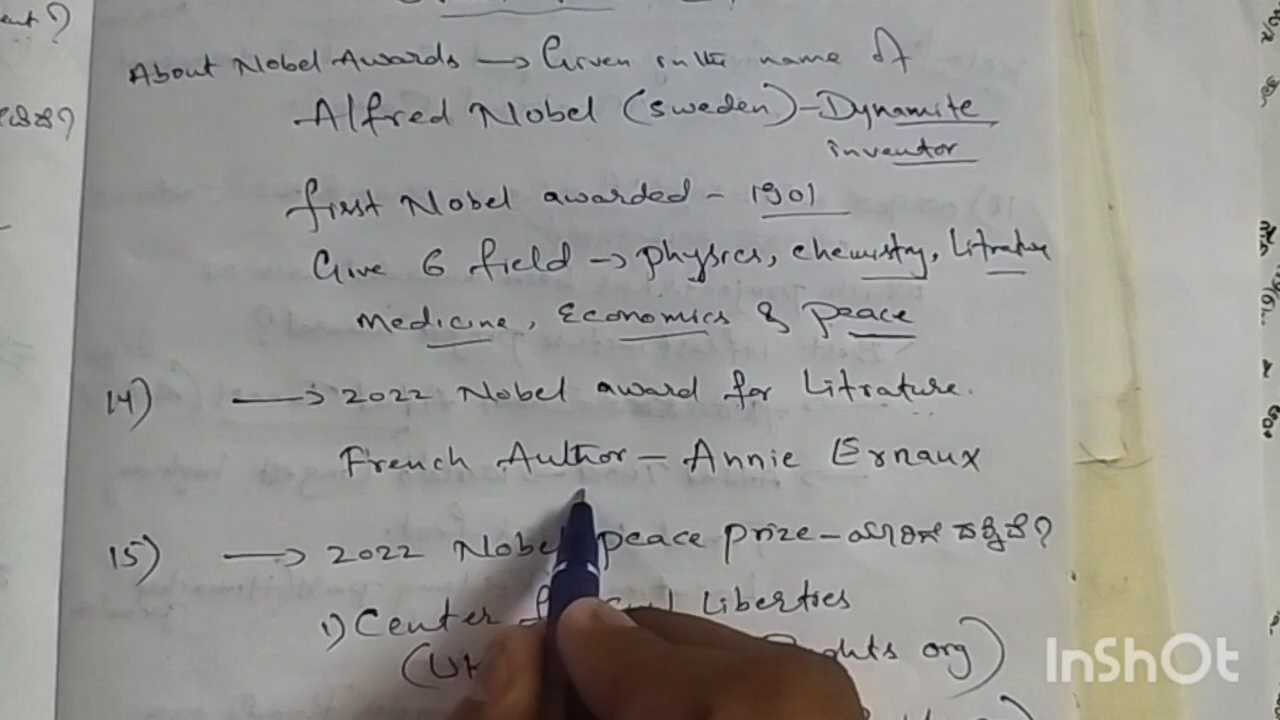 About Nobel Awards → Given in the name of
Alfred Nobel (Sweden) - Dynamite
inventor
first Nobel awarded - 1901
Give 6 field → physics, chemistry, Litrature
Medicine, Economics & peace
14) → 2022 Nobel award for Litrature.
French Author - Annie Ernaux
15) → 2022 Nobel peace prize - ಯಾರಿಗೆ ದಕ್ಕಿದೆ?
1) Center Liberties
Rights org)
InShOt